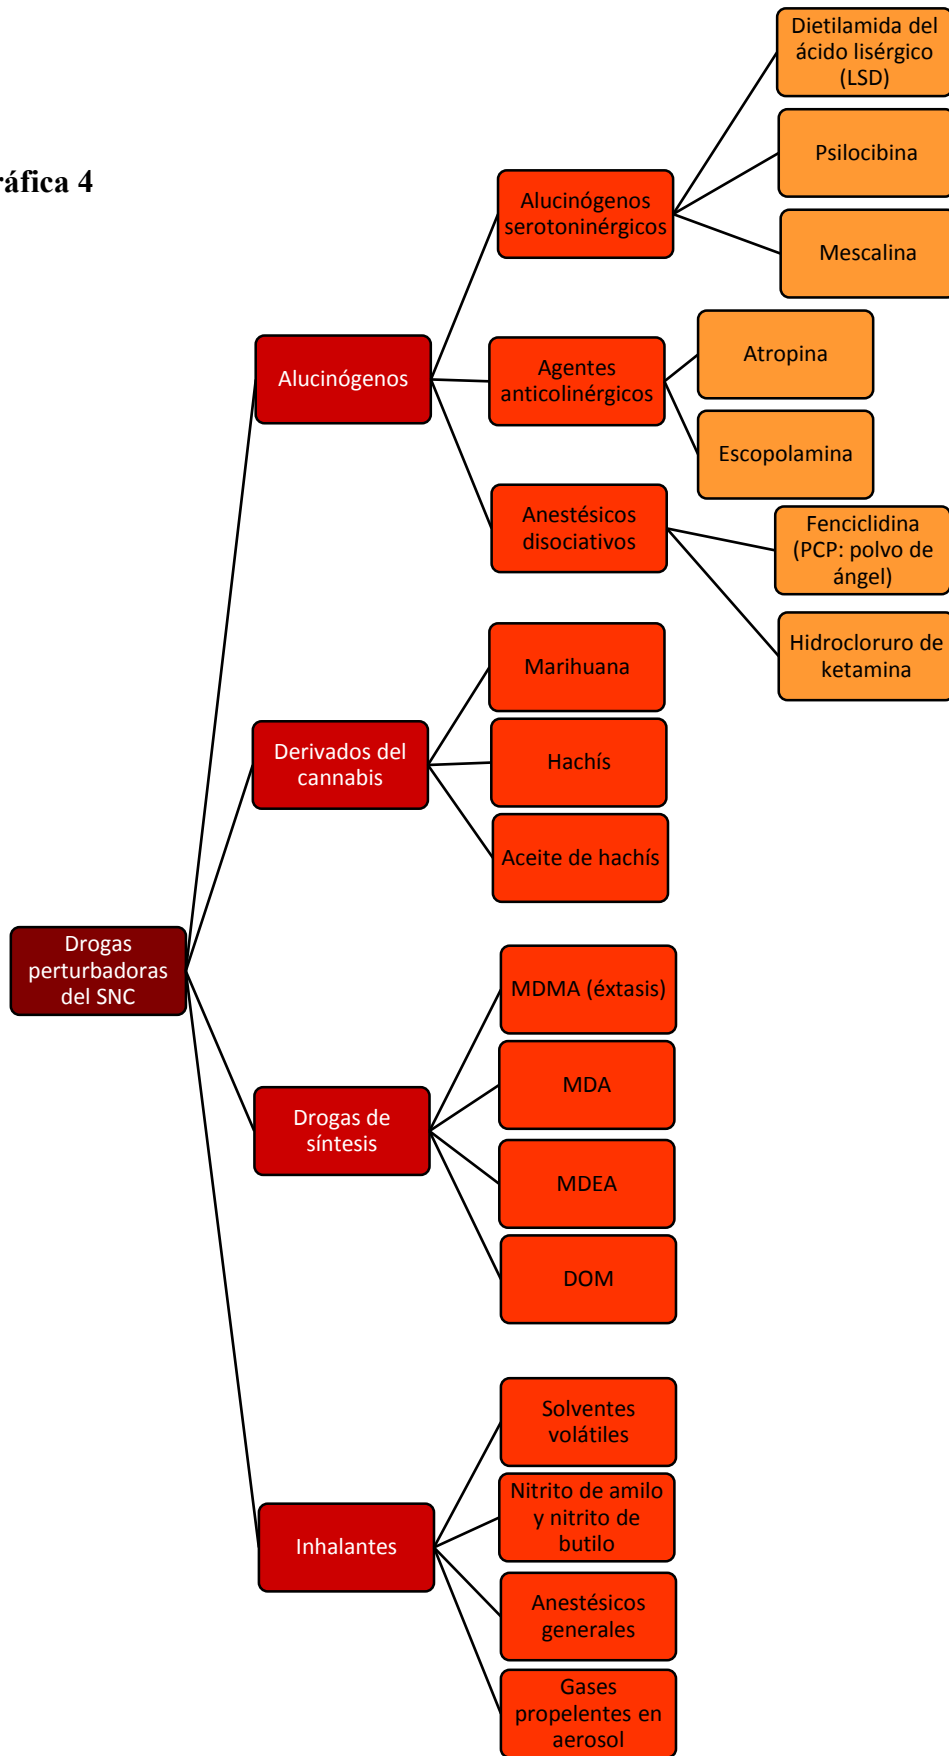 ráfica 4
Dietilamida del
ácido lisérgico
(LSD)
Psilocibina
Alucinógenos
serotoninérgicos
Mescalina
Alucinógenos
Agentes
anticolinérgicos
Atropina
Escopolamina
Anestésicos
disociativos
Fenciclidina
(PCP: polvo de
ángel)
Hidrocloruro de
ketamina
Marihuana
Derivados del
cannabis
Hachís
Aceite de hachís
Drogas
perturbadoras
del SNC
MDMA (éxtasis)
MDA
Drogas de
síntesis
MDEA
DOM
Solventes
volátiles
Nitrito de amilo
y nitrito de
butilo
Inhalantes
Anestésicos
generales
Gases
propelentes en
aerosol